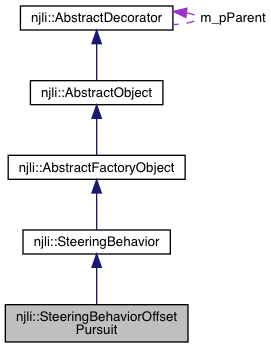 njli::AbstractDecorator
m_pParent
njli::AbstractObject
njli::AbstractFactoryObject
njli::SteeringBehavior
njli::SteeringBehaviorOffset
Pursuit